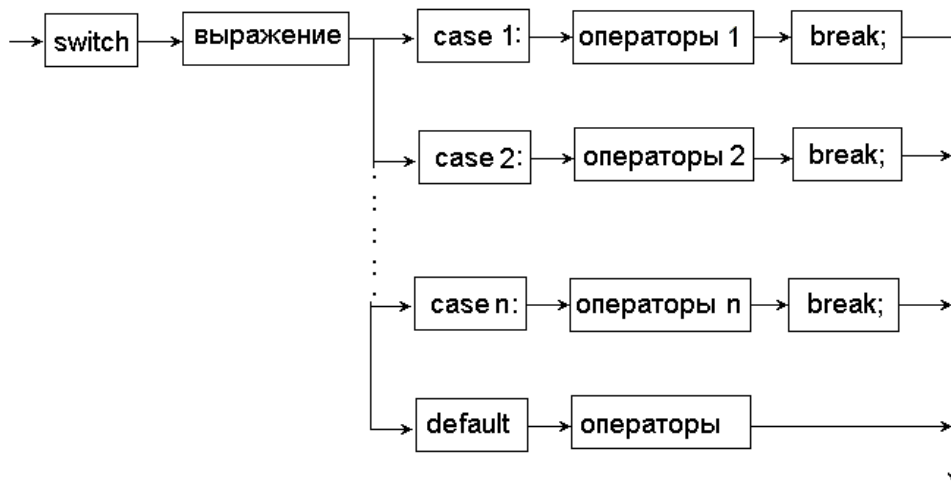 switch выражение case 1: операторы 1 break;
case 2: операторы 2 break;
case n: операторы n break;
default операторы